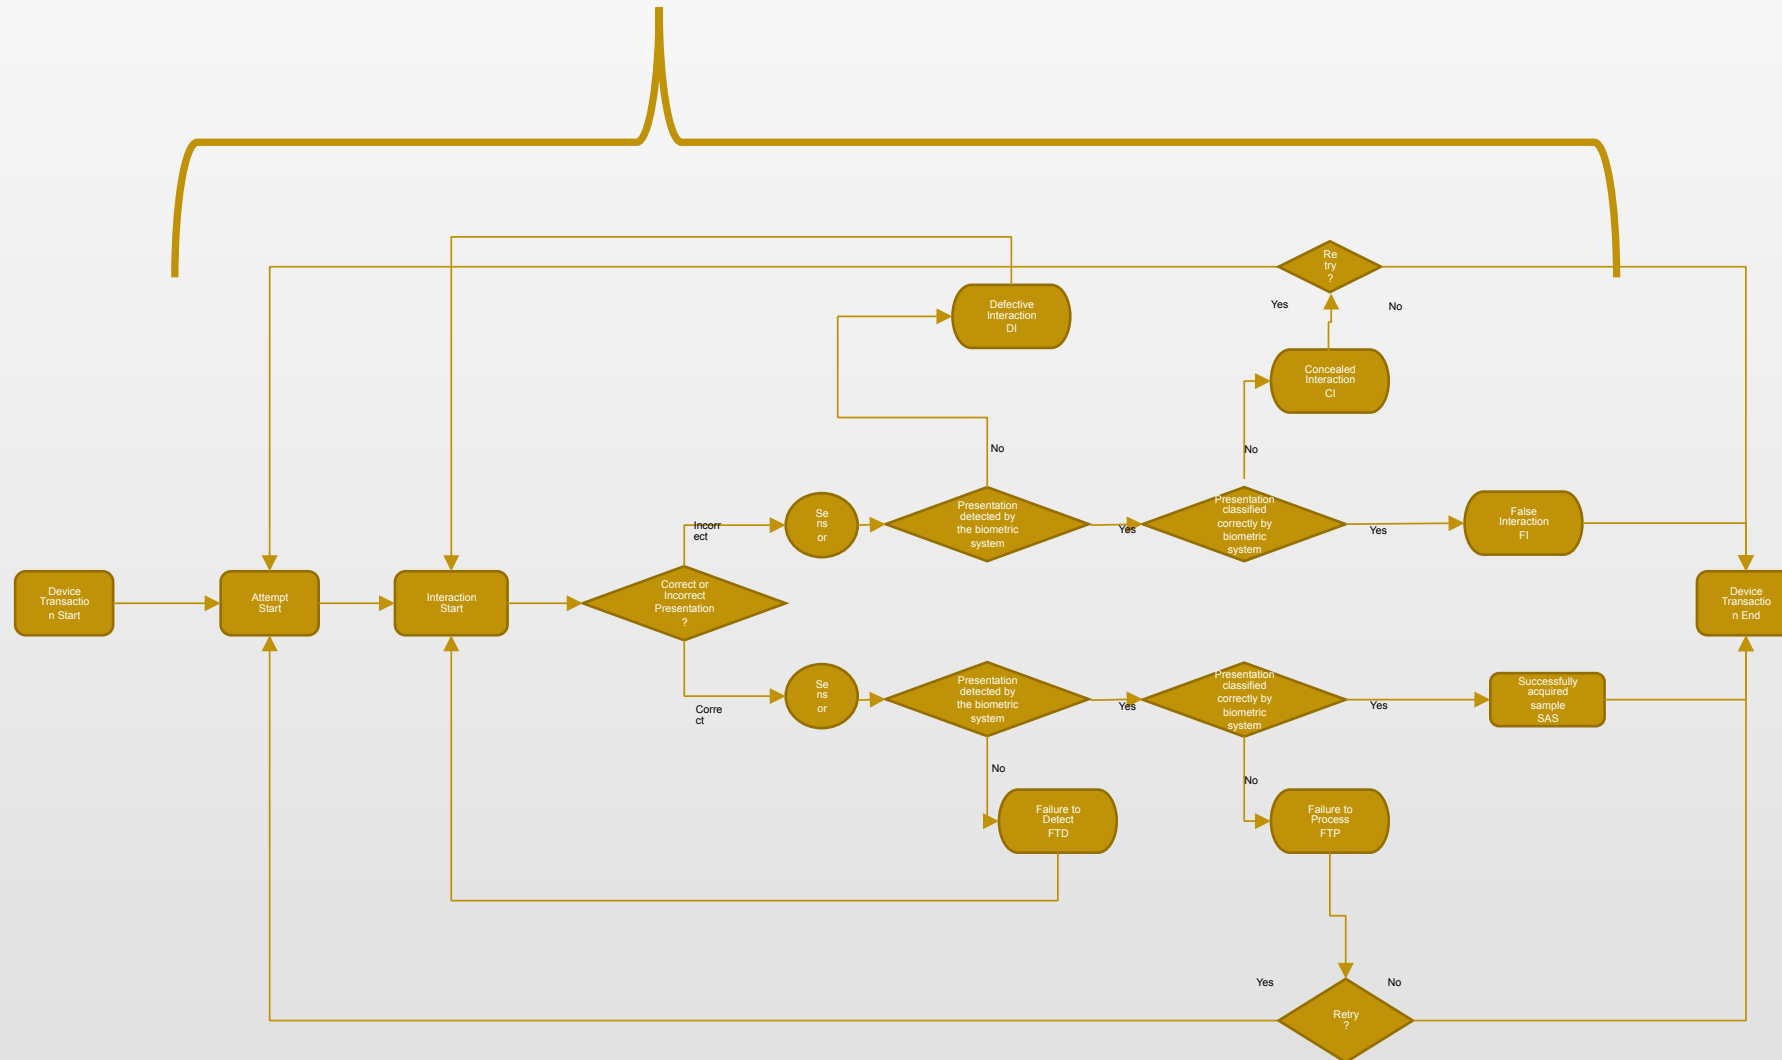 Re
try
?
Yes
No
Defective
Interaction
DI
Concealed
Interaction
CI
No
No
Incorr
ect
Se
ns
or
Presentation
detected by
the biometric
system
Yes
Presentation
classified
correctly by
biometric
system
Yes
False
Interaction
FI
Device
Transactio
n Start
Attempt
Start
Interaction
Start
Correct or
Incorrect
Presentation
?
Device
Transactio
n End
Corre
ct
Se
ns
or
Presentation
detected by
the biometric
system
Yes
Presentation
classified
correctly by
biometric
system
Yes
Successfully
acquired
sample
SAS
No
No
Failure to
Detect
FTD
Failure to
Process
FTP
Yes
No
Retry
?